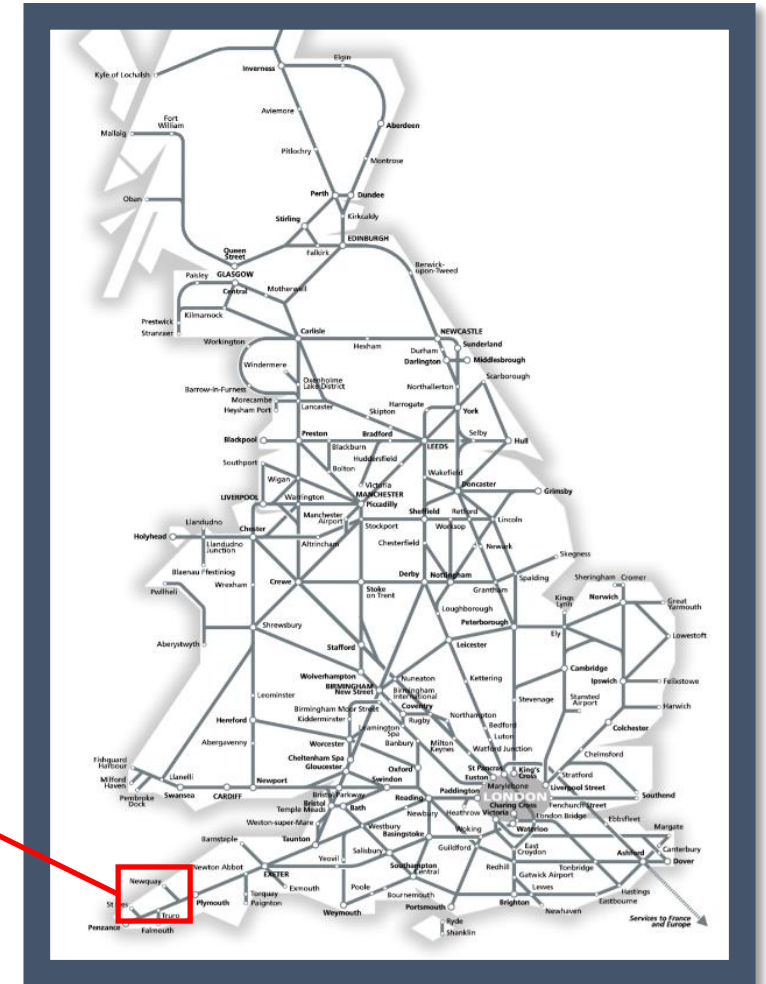 Kyle of Lochalsh
Inverness
Elgin
Aviemore
Aberdeen
Fort
William
Mallaig
Pitlochry
Montrose
Oban
Perth
Dundee
Stirling
Kirkcaldy
Queen
Street
Falkirk
EDINBURGH
Berwick-
upon-Tweed
Paisley
GLASGOW
Central
Motherwell
Prestwick
Kilmarnock
Stranraer
Carlisle
NEWCASTLE
Workington
Hexham
Durham
Sunderland
Darlington
Middlesbrough
Windermere
Scarborough
Oxenholme
Lake District
Northallerton
Barrow-in-Furness
Morecambe
Heysham Port
Lancaster
Harrogate
York
Skipton
Blackpool
Preston
Bradford
Selby
Hull
Blackburn
LEEDS
Huddersfield
Southport
Bolton
Wakefield
Wigan
Victoria
MANCHESTER
Piccadilly
Doncaster
Grimsby
LIVERPOOL
Warrington
Manchester
Airport
Sheffield
Retford
Lincoln
Llandudno
Chester
Stockport
Worksop
Holyhead
Llandudno
Junction
Altrincham
Chesterfield
Newark
Skegness
Blaenau Ffestiniog
Wrexham
Crewe
Stoke
on Trent
Derby
Nottingham
Grantham
Spalding
Sheringham
Cromer
Pwllheli
Kings
Lynn
Norwich
Great
Yarmouth
Loughborough
Shrewsbury
Peterborough
Ely
Lowestoft
Aberystwyth
Stafford
Leicester
Wolverhampton
BIRMINGHAM
New Street
Nuneaton
Birmingham
International
Kettering
Cambridge
Ipswich
Felixstowe
Leominster
Birmingham Moor Street
Coventry
Stevenage
Stansted
Airport
Harwich
Hereford
Kidderminster
Leamington
Spa
Rugby
Northampton
Bedford
Colchester
Abergavenny
Worcester
Banbury
Milton
Keynes
Luton
Watford Junction
Chelmsford
Fishguard
Harbour
Cheltenham Spa
Gloucester
Oxford
St Pancras
Euston
King's
Cross
Stratford
Milford
Haven
Llanelli
Newport
Swindon
Marylebone
Liverpool Street
Pembroke
Dock
Swansea
CARDIFF
Bristol Parkway
Paddington
LONDON
Southend
Bristol
Temple Meads
Bath
Reading
Charing Cross
Fenchurch Street
Heathrow
Victoria
London Bridge
Ebbsfleet
Weston-super-Mare
Newbury
Waterloo
Margate
Barnstaple
Taunton
Westbury
Basingstoke
Woking
East
Croydon
Canterbury
Yeovil
Salisbury
Guildford
Redhill
Tonbridge
Ashford
Dover
Newton Abbot
EXETER
Southampton
Central
Gatwick Airport
Newquay
Torquay
Paignton
Exmouth
Poole
Bournemouth
Lewes
Hastings
Eastbourne
Plymouth
Weymouth
Portsmouth
Brighton
Newhaven
Truro
Ryde
Services to France
and Europe
Penzance
Falmouth
Shanklin